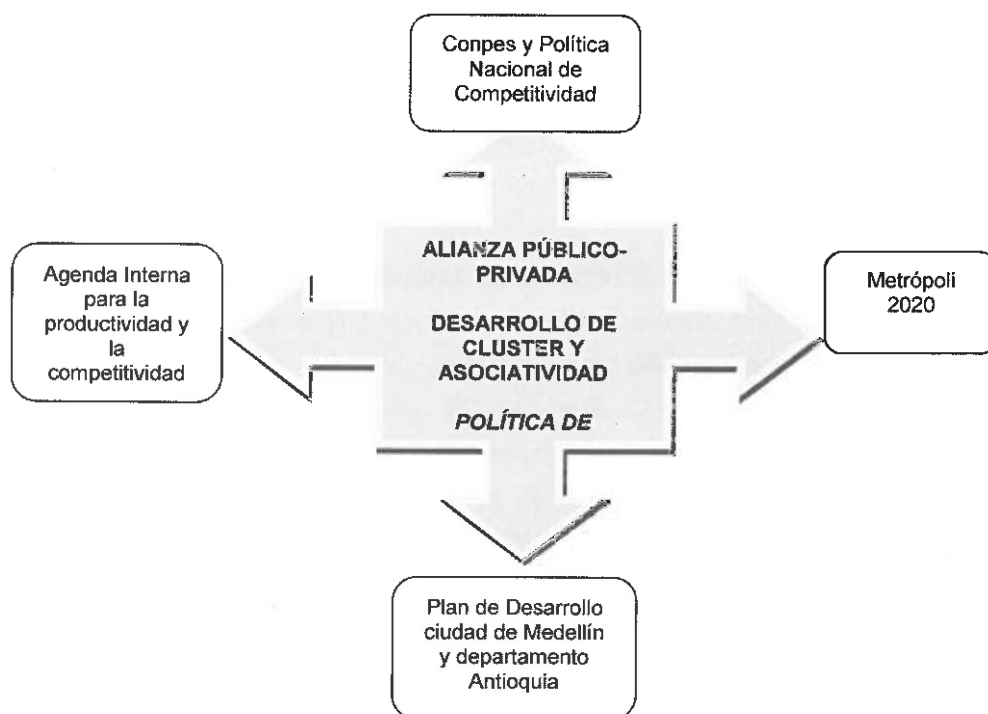 Conpes y Política
Nacional de
Competitividad
Agenda Interna
para la
productividad y
la
competitividad
ALIANZA PÚBLICO-
PRIVADA
DESARROLLO DE
CLUSTER Y
ASOCIATIVIDAD
POLÍTICA DE
Metrópoli
2020
Plan de Desarrollo
ciudad de Medellín
y departamento
Antioquia